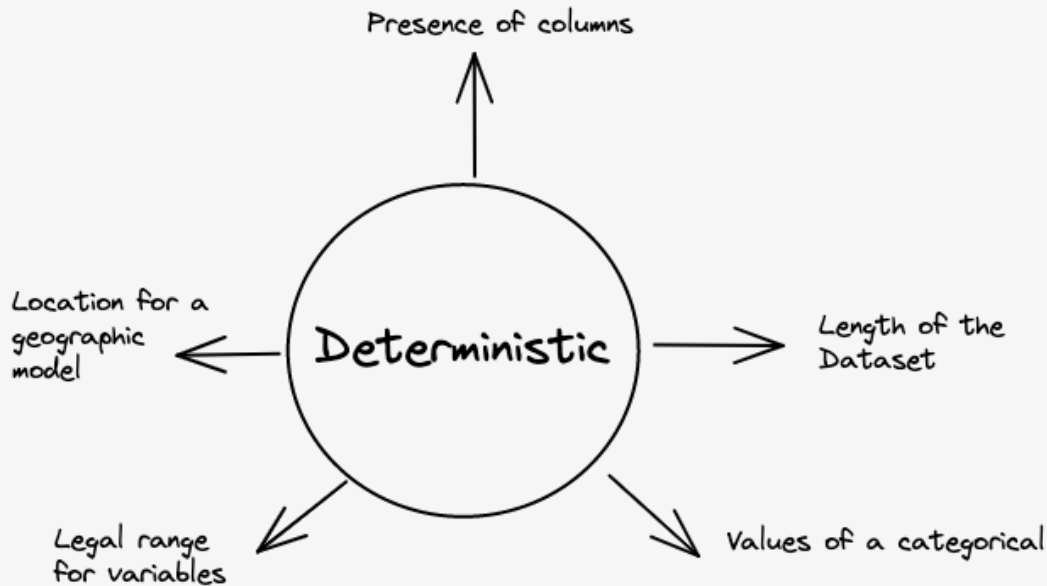 Presence of columns
Location for a
geographic
model
Deterministic
Length of the
Dataset
Legal range
for variables
Values of a categorical